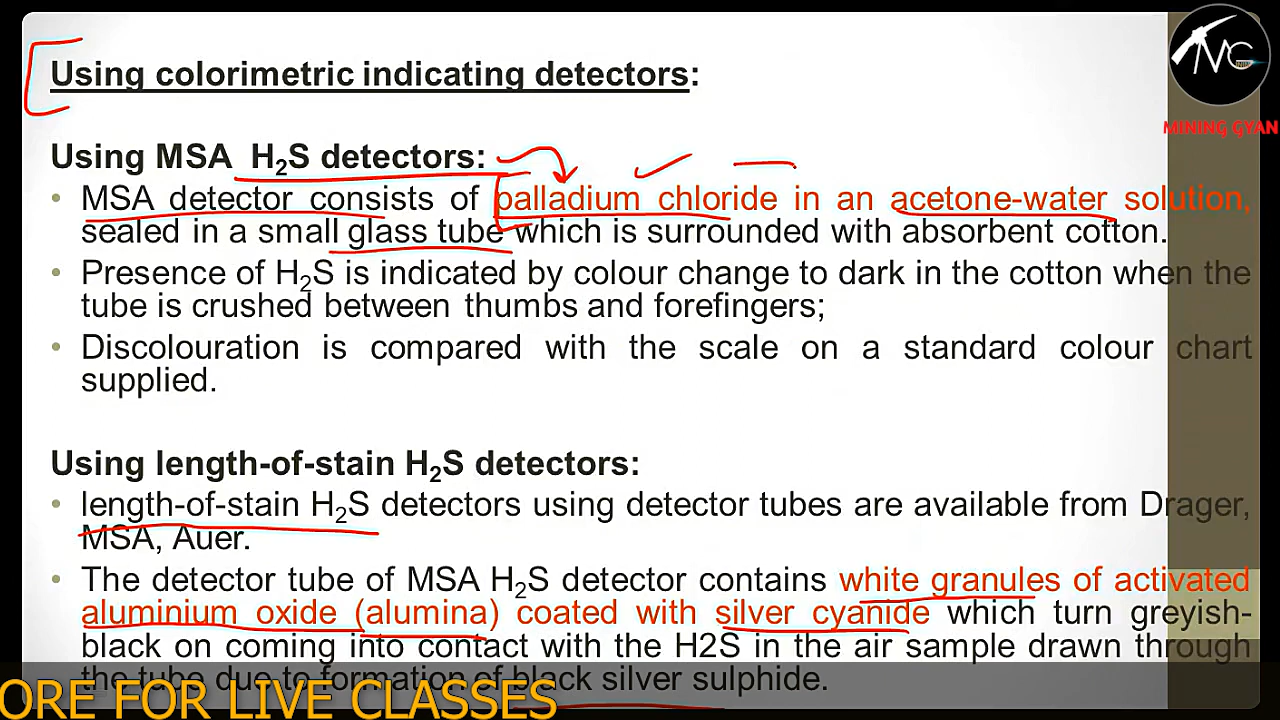 Using colorimetric indicating detectors:
MG
MINING GYAN
Using MSA H₂S detectors:
• MSA detector consists of palladium chloride in an acetone-water solution,
sealed in a small glass tube which is surrounded with absorbent cotton.
• Presence of H₂S is indicated by colour change to dark in the cotton when the
tube is crushed between thumbs and forefingers;
• Discolouration is compared with the scale on a standard colour chart
supplied.
Using length-of-stain H₂S detectors:
• length-of-stain H₂S detectors using detector tubes are available from Drager,
MSA, Auer.
• The detector tube of MSA H₂S detector contains white granules of activated
aluminium oxide (alumina) coated with silver cyanide which turn greyish-
black on coming into contact with the H2S in the air sample drawn through
the tube due to formation of black silver sulphide.
ORE FOR LIVE CLASSES